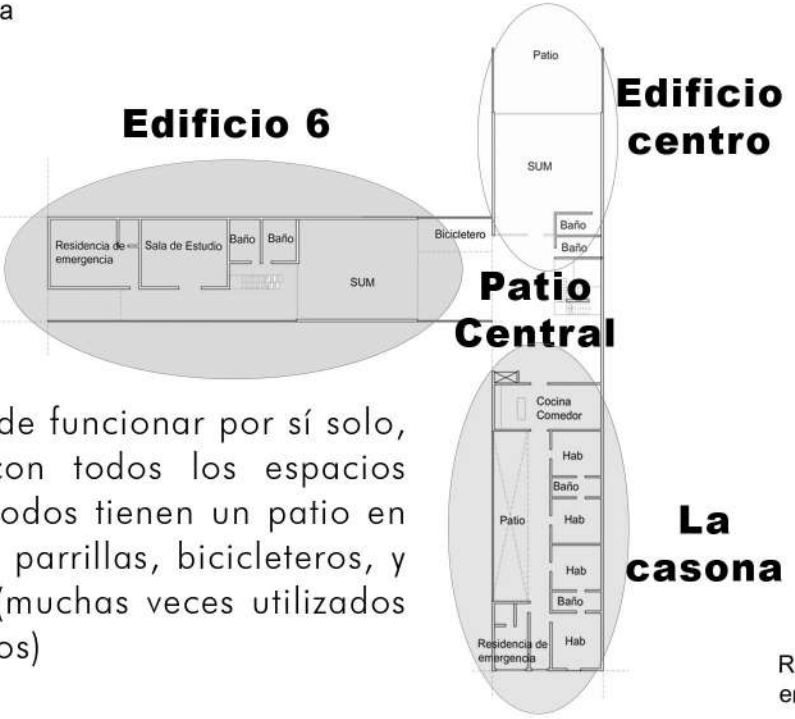 a
Patio
Edificio
centro
Edificio 6
SUM
Baño
Baño
Bicicletero
Residencia de
emergencia
Sala de Estudio
Baño
Baño
SUM
Patio
Central
Cocina
Comedor
Hab
Baño
Patio
Hab
La
casona
Hab
Baño
Residencia de
emergencia
Hab
de funcionar por sí solo,
con todos los espacios
odos tienen un patio en
parrillas, bicicleteros, y
(muchas veces utilizados
os)
R
er